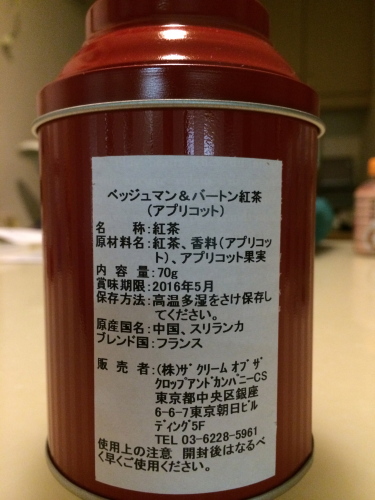 ベッジュマン＆バートン紅茶
（アプリコット）
名　　称：紅茶
原材料名：紅茶、香料（アプリコッ
ト）、アプリコット果実
内 容 量：70g
賞味期限：2016年5月
保存方法：高温多湿をさけ保存し
てください。
原産国名：中国、スリランカ
ブレンド国：フランス
販 売 者：（株）ｻﾞ ｸﾘｰﾑ ｵﾌﾞｻﾞ
ｸﾛｯﾌﾟｱﾝﾄﾞｶﾝﾊﾟﾆｰCS
東京都中央区銀座
6-6-7東京朝日ﾋﾞﾙ
ﾃﾞｨﾝｸﾞ5F
TEL 03-6228-5961
使用上の注意　開封後はなるべ
く早くご使用ください。